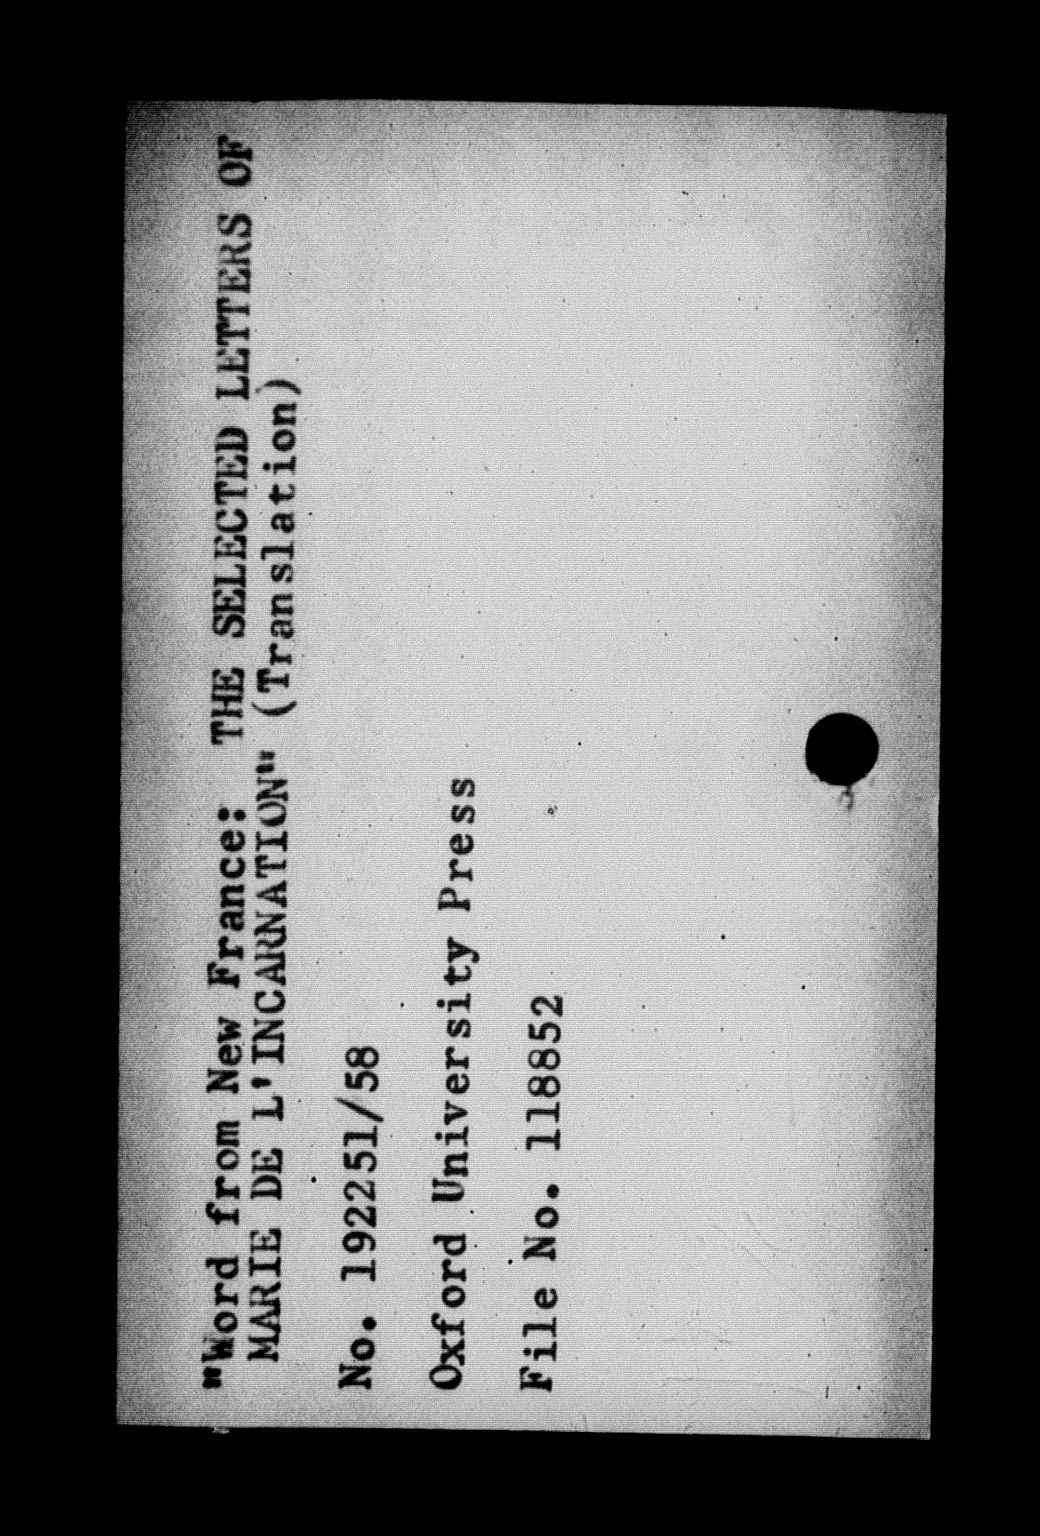 "Word from New France: THE SELECTED LETTERS OF
MARIE DE L'INCARNATION" (Translation)
No. 192251/58
Oxford University Press
File No. 118852